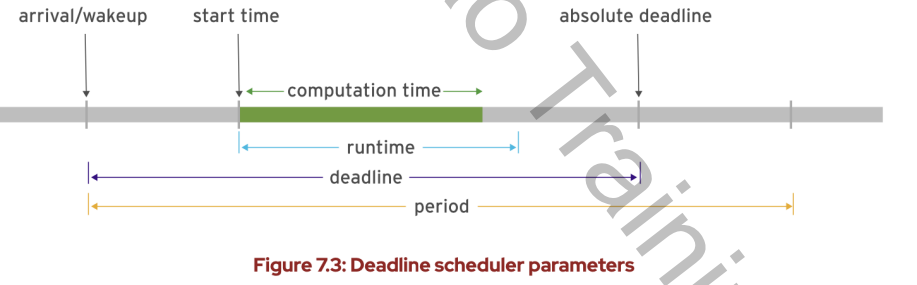 arrival/wakeup start time absolute deadline
computation time
runtime
deadline
period
Figure 7.3: Deadline scheduler parameters